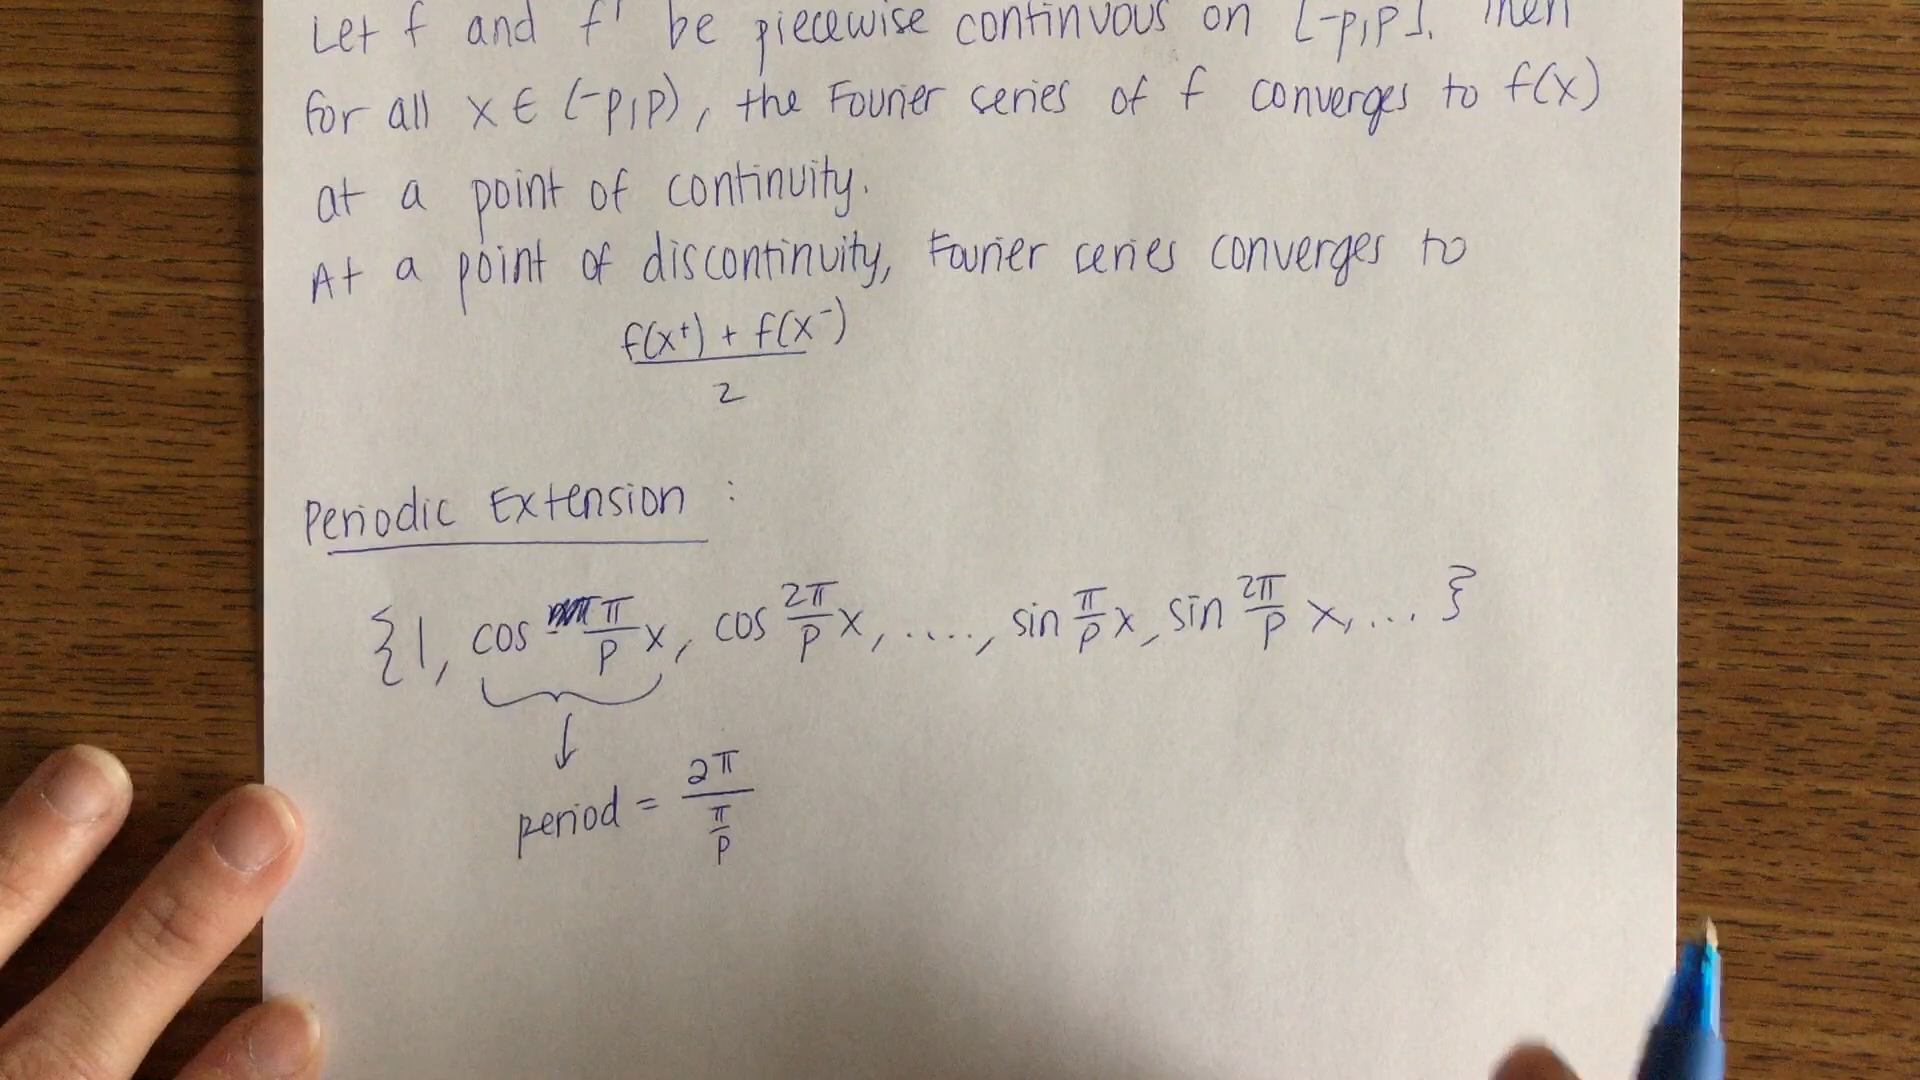 Let f and f' be piecewise continuous on [-p,p]. Then
for all x ∈ (-p,p), the Fourier series of f converges to f(x)
at a point of continuity.
At a point of discontinuity, Fourier series converges to
f(x⁺) + f(x⁻)
2
Periodic Extension :
{1, cos π/p x, cos 2π/p x, ...., sin π/p x, sin 2π/p x, ... }
↓
period = 2π / (π/p)